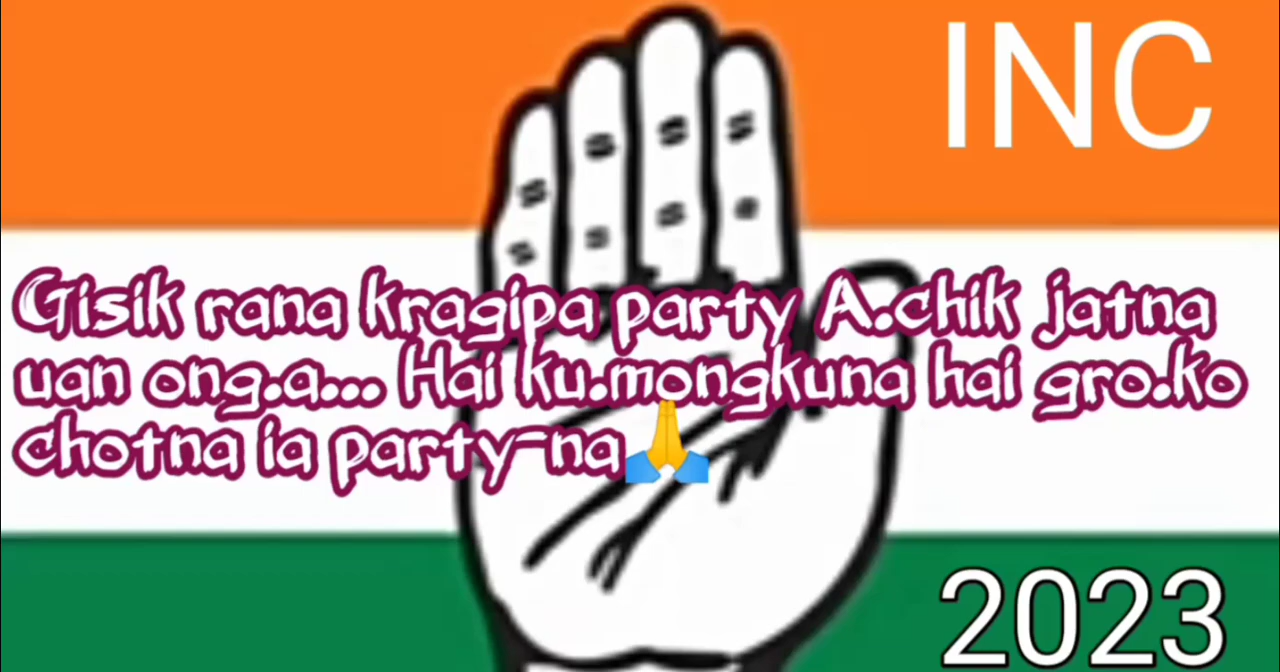 INC
Gisik rana kragipa party A.chik jatna
uan ong.a... Hai ku.mongkuna hai gro.ko
chotna ia party-na🙏
2023